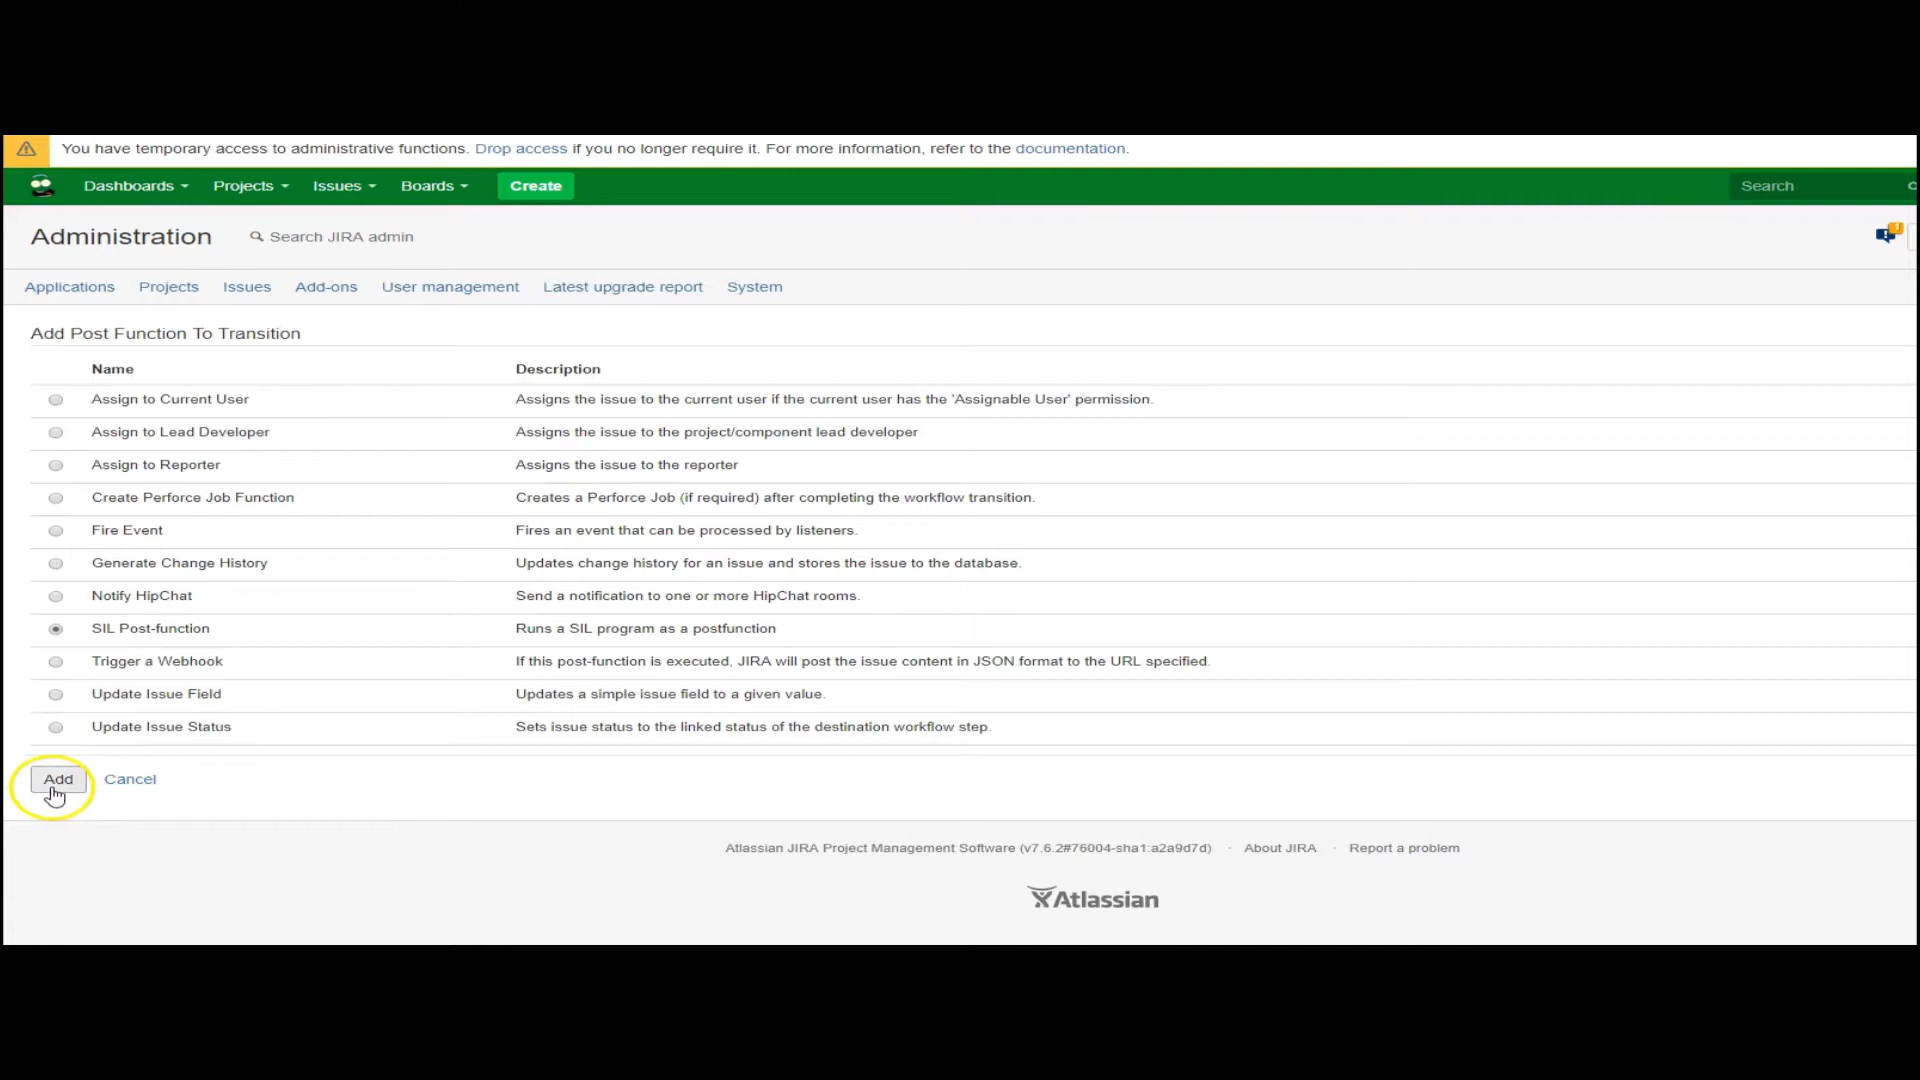 You have temporary access to administrative functions. Drop access if you no longer require it. For more information, refer to the documentation.
Dashboards Projects Issues Boards Create Search
Administration Search JIRA admin
Applications Projects Issues Add-ons User management Latest upgrade report System
Add Post Function To Transition
Name Description
Assign to Current User Assigns the issue to the current user if the current user has the 'Assignable User' permission.
Assign to Lead Developer Assigns the issue to the project/component lead developer
Assign to Reporter Assigns the issue to the reporter
Create Perforce Job Function Creates a Perforce Job (if required) after completing the workflow transition.
Fire Event Fires an event that can be processed by listeners.
Generate Change History Updates change history for an issue and stores the issue to the database.
Notify HipChat Send a notification to one or more HipChat rooms.
SIL Post-function Runs a SIL program as a postfunction
Trigger a Webhook If this post-function is executed, JIRA will post the issue content in JSON format to the URL specified.
Update Issue Field Updates a simple issue field to a given value.
Update Issue Status Sets issue status to the linked status of the destination workflow step.
Add Cancel
Atlassian JIRA Project Management Software (v7.6.2#76004-sha1:a2a9d7d) · About JIRA · Report a problem
Atlassian